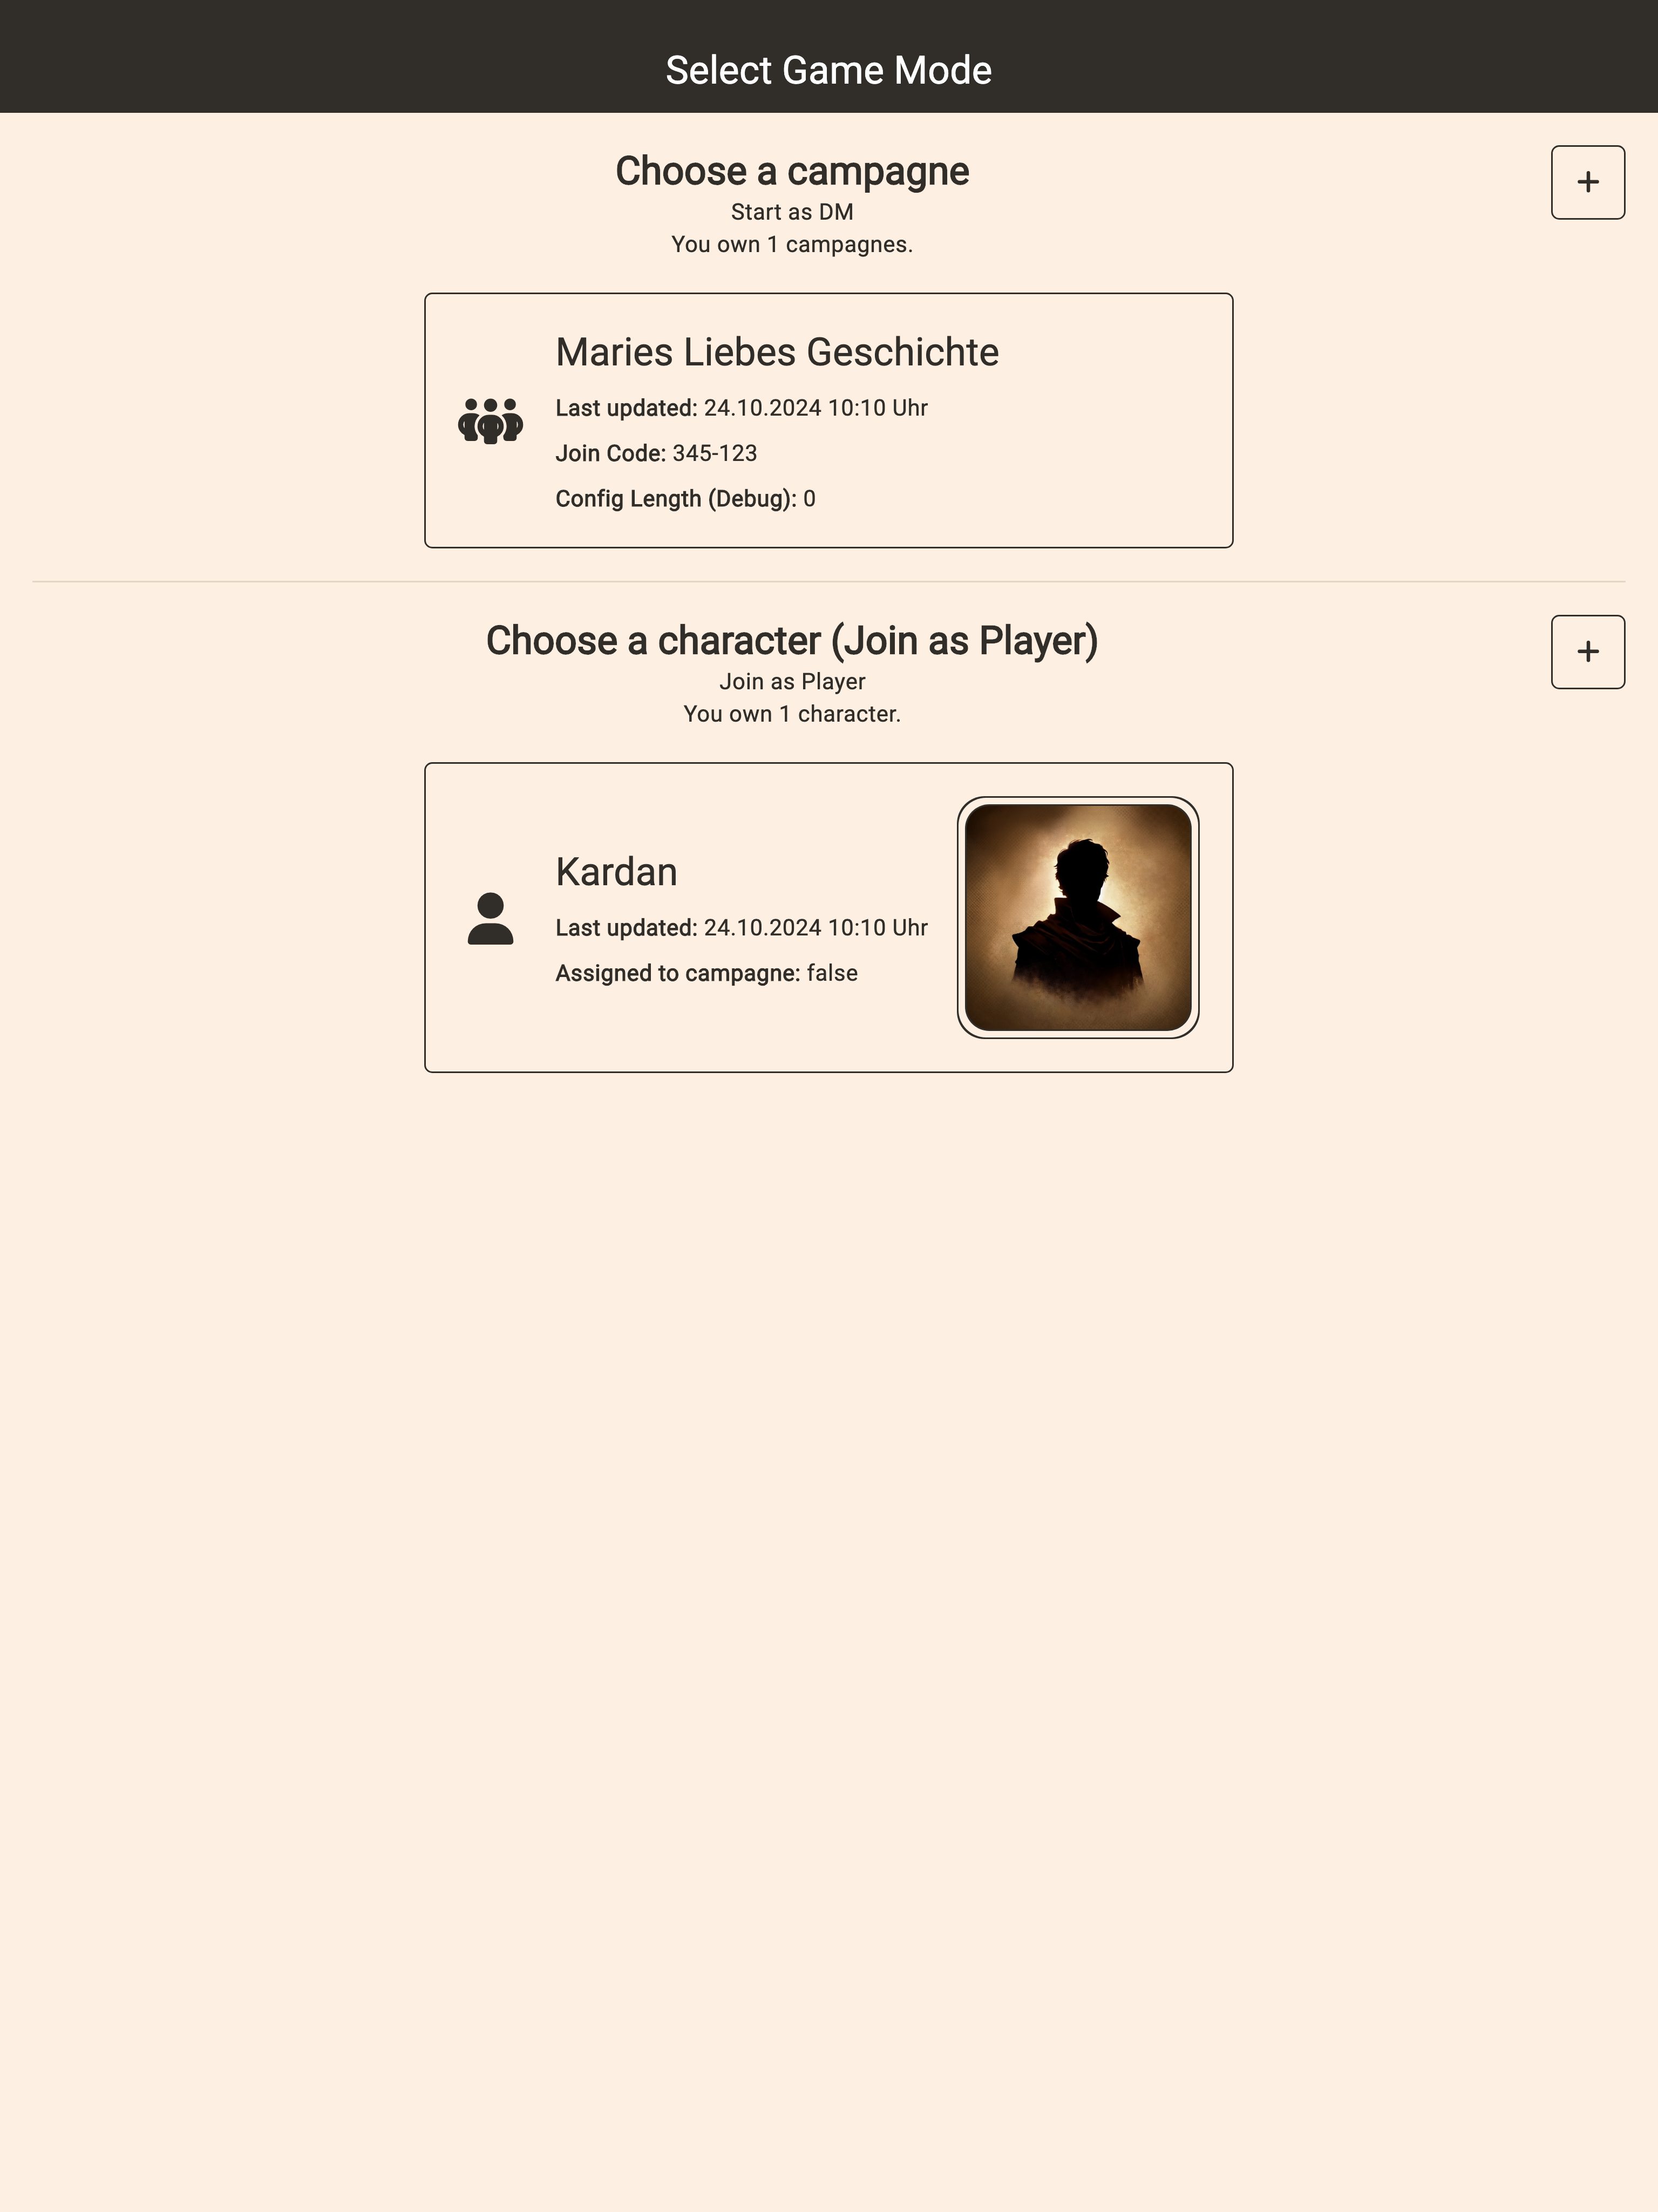 Select Game Mode
Choose a campagne
Start as DM
You own 1 campagnes.
Maries Liebes Geschichte
Last updated: 24.10.2024 10:10 Uhr
Join Code: 345-123
Config Length (Debug): 0
Choose a character (Join as Player)
Join as Player
You own 1 character.
Kardan
Last updated: 24.10.2024 10:10 Uhr
Assigned to campagne: false